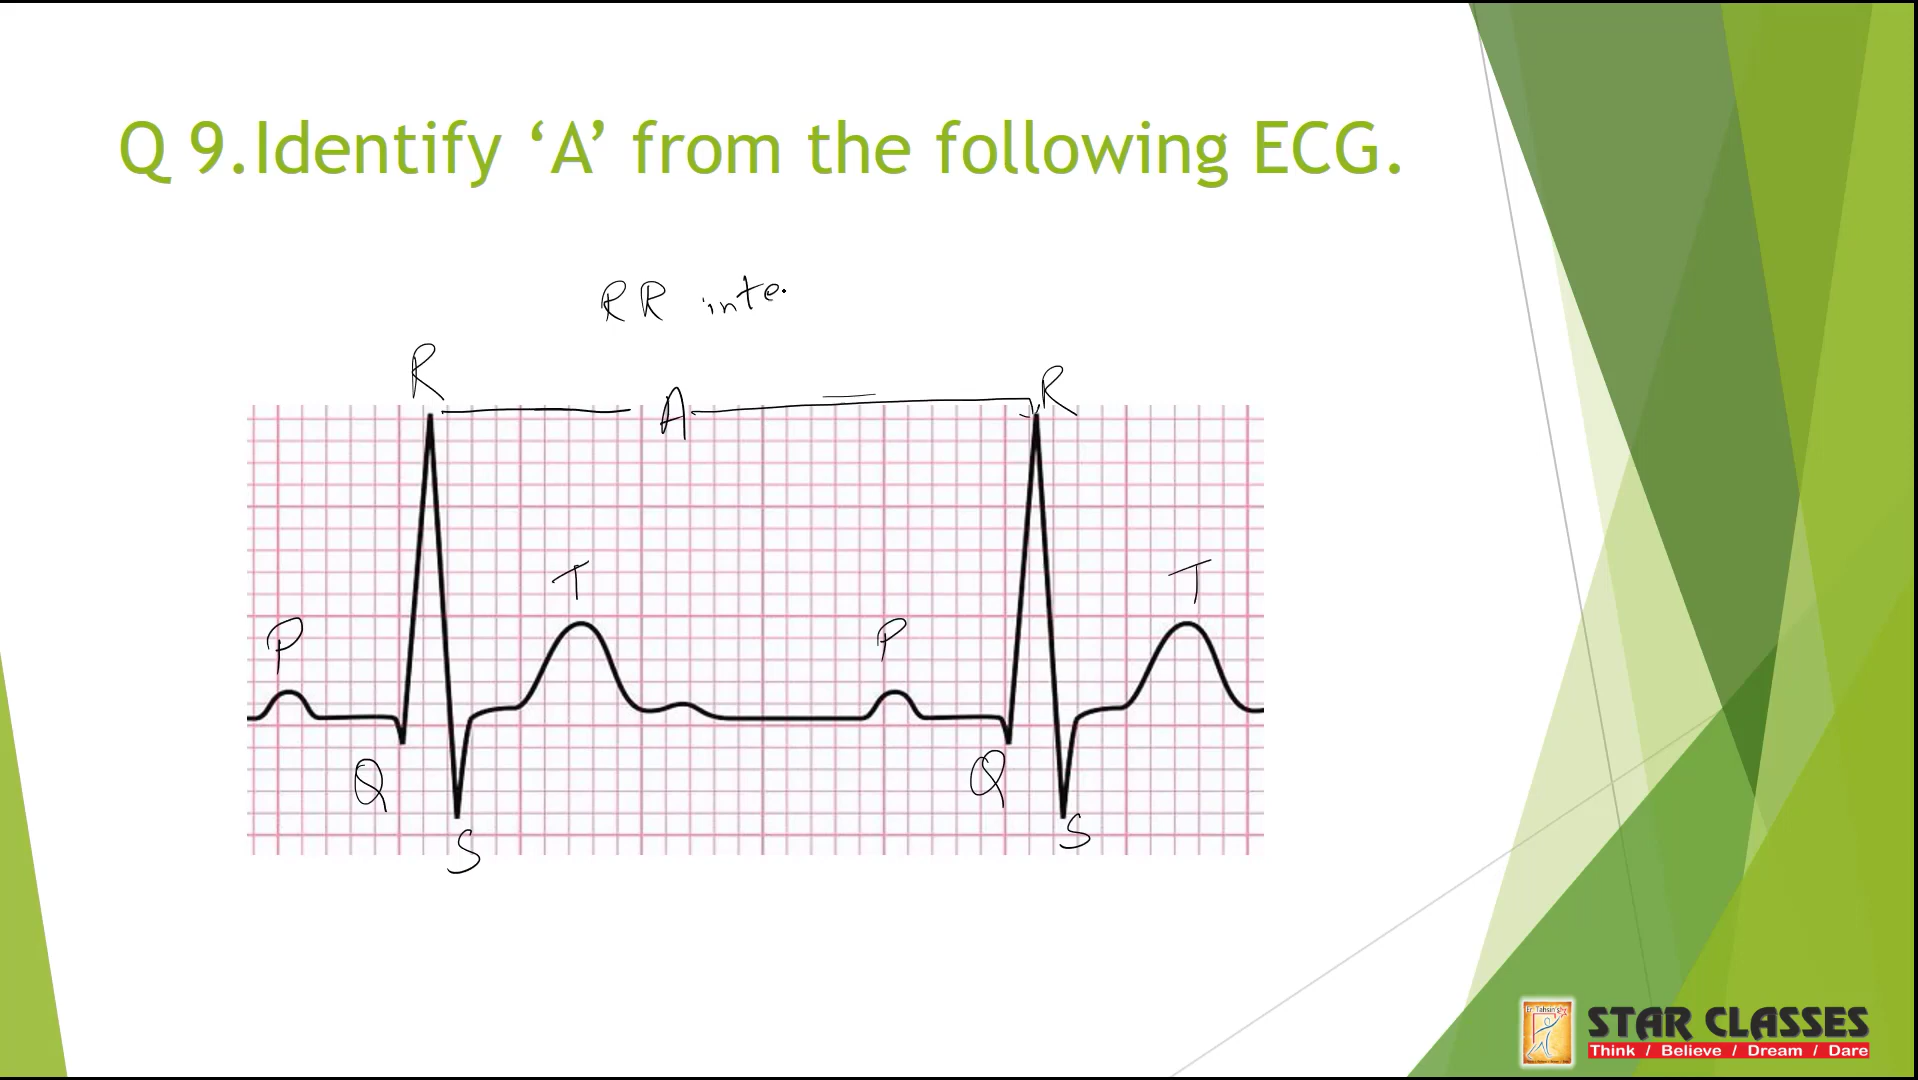 Q 9.Identify ‘A’ from the following ECG.
RR inte.
R
A
R
T
T
P
P
Q
Q
S
S
STAR CLASSES
Think / Believe / Dream / Dare